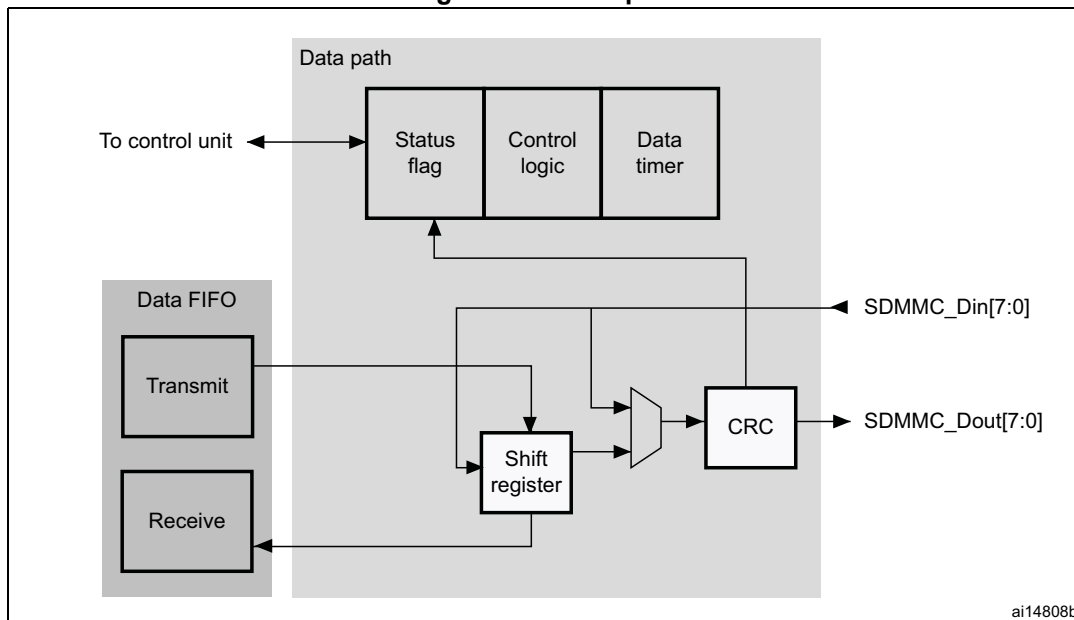 Data path
To control unit
Status
flag
Control
logic
Data
timer
Data FIFO
SDMMC_Din[7:0]
Transmit
CRC
SDMMC_Dout[7:0]
Shift
register
Receive
ai14808b